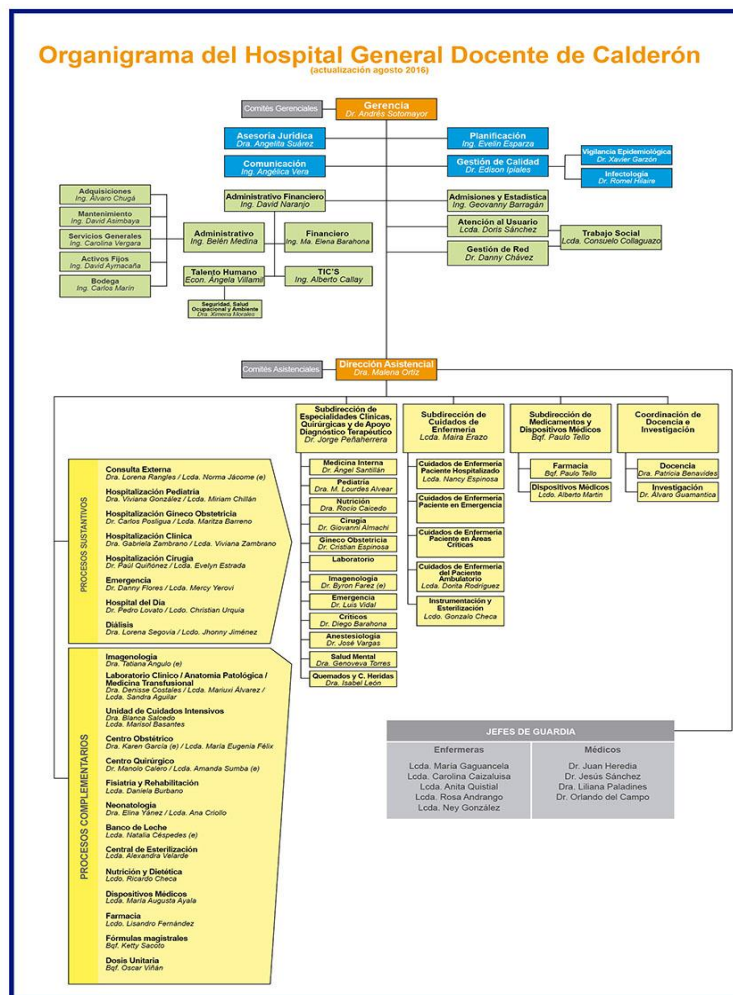 Organigrama del Hospital General Docente de Calderón
(actualización agosto 2016)
Comités Gerenciales
Gerencia
Dr. Andrés Sotomayor
Asesoría Jurídica
Dra. Angelita Suárez
Planificación
Ing. Evelin Esparza
Comunicación
Ing. Angélica Vera
Gestión de Calidad
Dr. Edison Ipiales
Vigilancia Epidemiológica
Dr. Xavier Garzón
Infectología
Dr. Romel Hilaire
Adquisiciones
Ing. Álvaro Chugá
Mantenimiento
Ing. David Asimbaya
Servicios Generales
Ing. Carolina Vergara
Activos Fijos
Ing. David Aymacaña
Bodega
Ing. Carlos Marín
Administrativo Financiero
Ing. David Naranjo
Administrativo
Ing. Belén Medina
Financiero
Ing. Ma. Elena Barahona
Talento Humano
Econ. Ángela Villamil
TIC'S
Ing. Alberto Callay
Seguridad, Salud
Ocupacional y Ambiente
Dra. Ximena Morales
Admisiones y Estadística
Ing. Geovanny Barragán
Atención al Usuario
Lcda. Doris Sánchez
Gestión de Red
Dr. Danny Chávez
Trabajo Social
Lcda. Consuelo Collaguazo
Comités Asistenciales
Dirección Asistencial
Dra. Malena Ortíz
Subdirección de
Especialidades Clínicas,
Quirúrgicas y de Apoyo
Diagnóstico Terapéutico
Dr. Jorge Peñaherrera
Medicina Interna
Dr. Ángel Santillán
Pediatría
Dra. M. Lourdes Alvear
Nutrición
Dra. Rocío Caicedo
Cirugía
Dr. Giovanni Almachi
Gineco Obstetricia
Dr. Cristian Espinosa
Laboratorio
Imagenología
Dr. Byron Farez (e)
Emergencia
Dr. Luis Vidal
Críticos
Dr. Diego Barahona
Anestesiología
Dr. José Vargas
Salud Mental
Dra. Genoveva Torres
Quemados y C. Heridas
Dra. Isabel León
Subdirección de
Cuidados de
Enfermería
Lcda. Maira Erazo
Cuidados de Enfermería
Paciente Hospitalizado
Lcda. Nancy Espinosa
Cuidados de Enfermería
Paciente en Emergencia
Cuidados de Enfermería
Paciente en Áreas
Críticas
Cuidados de Enfermería
del Paciente
Ambulatorio
Lcda. Dorita Rodríguez
Instrumentación y
Esterilización
Lcdo. Gonzalo Checa
Subdirección de
Medicamentos y
Dispositivos Médicos
Bqf. Paulo Tello
Farmacia
Bqf. Paulo Tello
Dispositivos Médicos
Lcdo. Alberto Martin
Coordinación de
Docencia e
Investigación
Docencia
Dra. Patricia Benavides
Investigación
Dr. Álvaro Guamantica
PROCESOS SUSTANTIVOS
Consulta Externa
Dra. Lorena Rangles / Lcda. Norma Jácome (e)
Hospitalización Pediatría
Dra. Viviana González / Lcda. Miriam Chillán
Hospitalización Gineco Obstetricia
Dr. Carlos Posligua / Lcda. Maritza Barreno
Hospitalización Clínica
Dra. Gabriela Zambrano / Lcda. Viviana Zambrano
Hospitalización Cirugía
Dr. Paúl Quiñónez / Lcda. Evelyn Estrada
Emergencia
Dr. Danny Flores / Lcda. Mercy Yerovi
Hospital del Día
Dr. Pedro Lovato / Lcdo. Christian Urquia
Diálisis
Dra. Lorena Segovia / Lcdo. Jhonny Jiménez
PROCESOS COMPLEMENTARIOS
Imagenología
Dra. Tatiana Angulo (e)
Laboratorio Clínico / Anatomía Patológica /
Medicina Transfusional
Dra. Denisse Costales / Lcda. Mariuxi Álvarez /
Lcda. Sandra Aguilar
Unidad de Cuidados Intensivos
Dra. Blanca Salcedo
Lcda. Marisol Basantes
Centro Obstétrico
Dra. Karen García (e) / Lcda. María Eugenia Félix
Centro Quirúrgico
Dr. Manolo Calero / Lcda. Amanda Sumba (e)
Fisiatría y Rehabilitación
Lcda. Daniela Burbano
Neonatología
Dra. Elina Yánez / Lcda. Ana Criollo
Banco de Leche
Lcda. Natalia Céspedes (e)
Central de Esterilización
Lcda. Alexandra Velarde
Nutrición y Dietética
Lcdo. Ricardo Checa
Dispositivos Médicos
Lcda. María Augusta Ayala
Farmacia
Lcdo. Lisandro Fernández
Fórmulas magistrales
Bqf. Ketty Sacoto
Dosis Unitaria
Bqf. Oscar Viñán
JEFES DE GUARDIA
Enfermeras
Lcda. María Gaguancela
Lcda. Carolina Caizaluisa
Lcda. Anita Quistial
Lcda. Rosa Andrango
Lcda. Ney González
Médicos
Dr. Juan Heredia
Dr. Jesús Sánchez
Dra. Liliana Paladines
Dr. Orlando del Campo